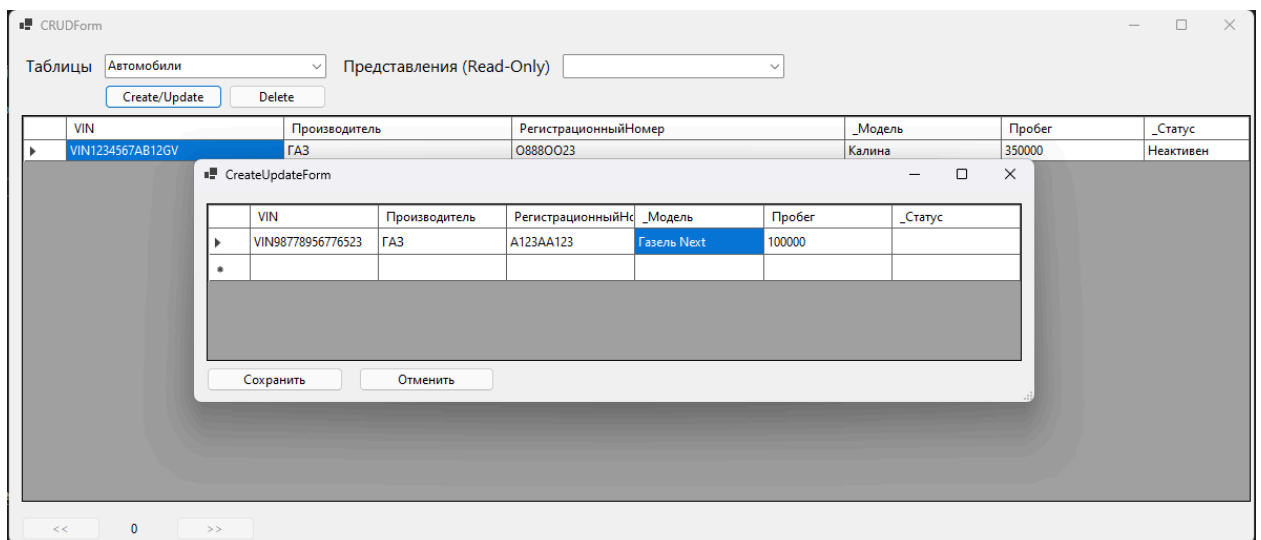 CRUDForm
Таблицы Автомобили Представления (Read-Only)
Create/Update Delete
VIN Производитель РегистрационныйНомер _Модель Пробег _Статус
VIN1234567AB12GV ГАЗ О888ОО23 Калина 350000 Неактивен
CreateUpdateForm
VIN Производитель РегистрационныйНо _Модель Пробег _Статус
VIN98778956776523 ГАЗ А123АА123 Газель Next 100000
Сохранить Отменить
<< 0 >>